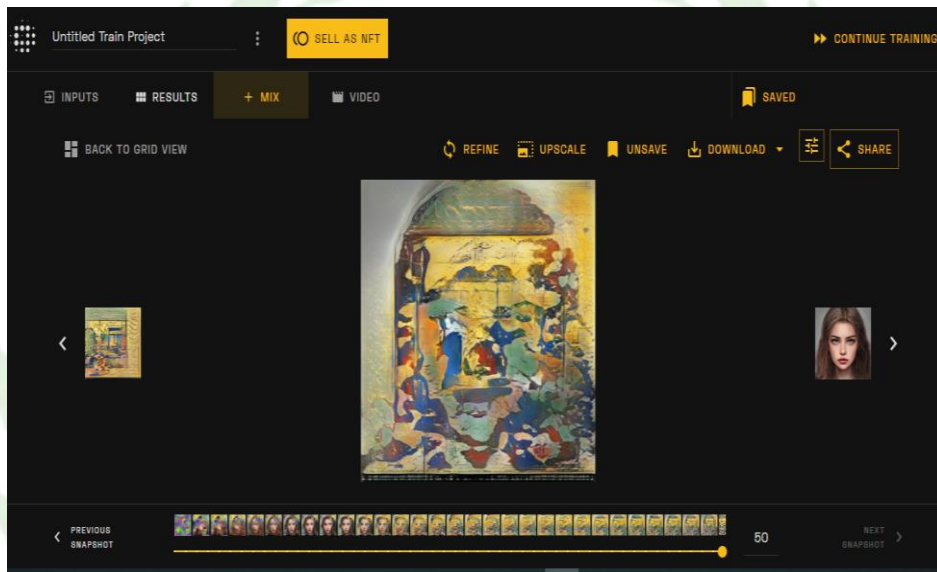 Untitled Train Project
SELL AS NFT
CONTINUE TRAINING
INPUTS
RESULTS
+ MIX
VIDEO
SAVED
BACK TO GRID VIEW
REFINE
UPSCALE
UNSAVE
DOWNLOAD
SHARE
PREVIOUS
SNAPSHOT
50
NEXT
SNAPSHOT